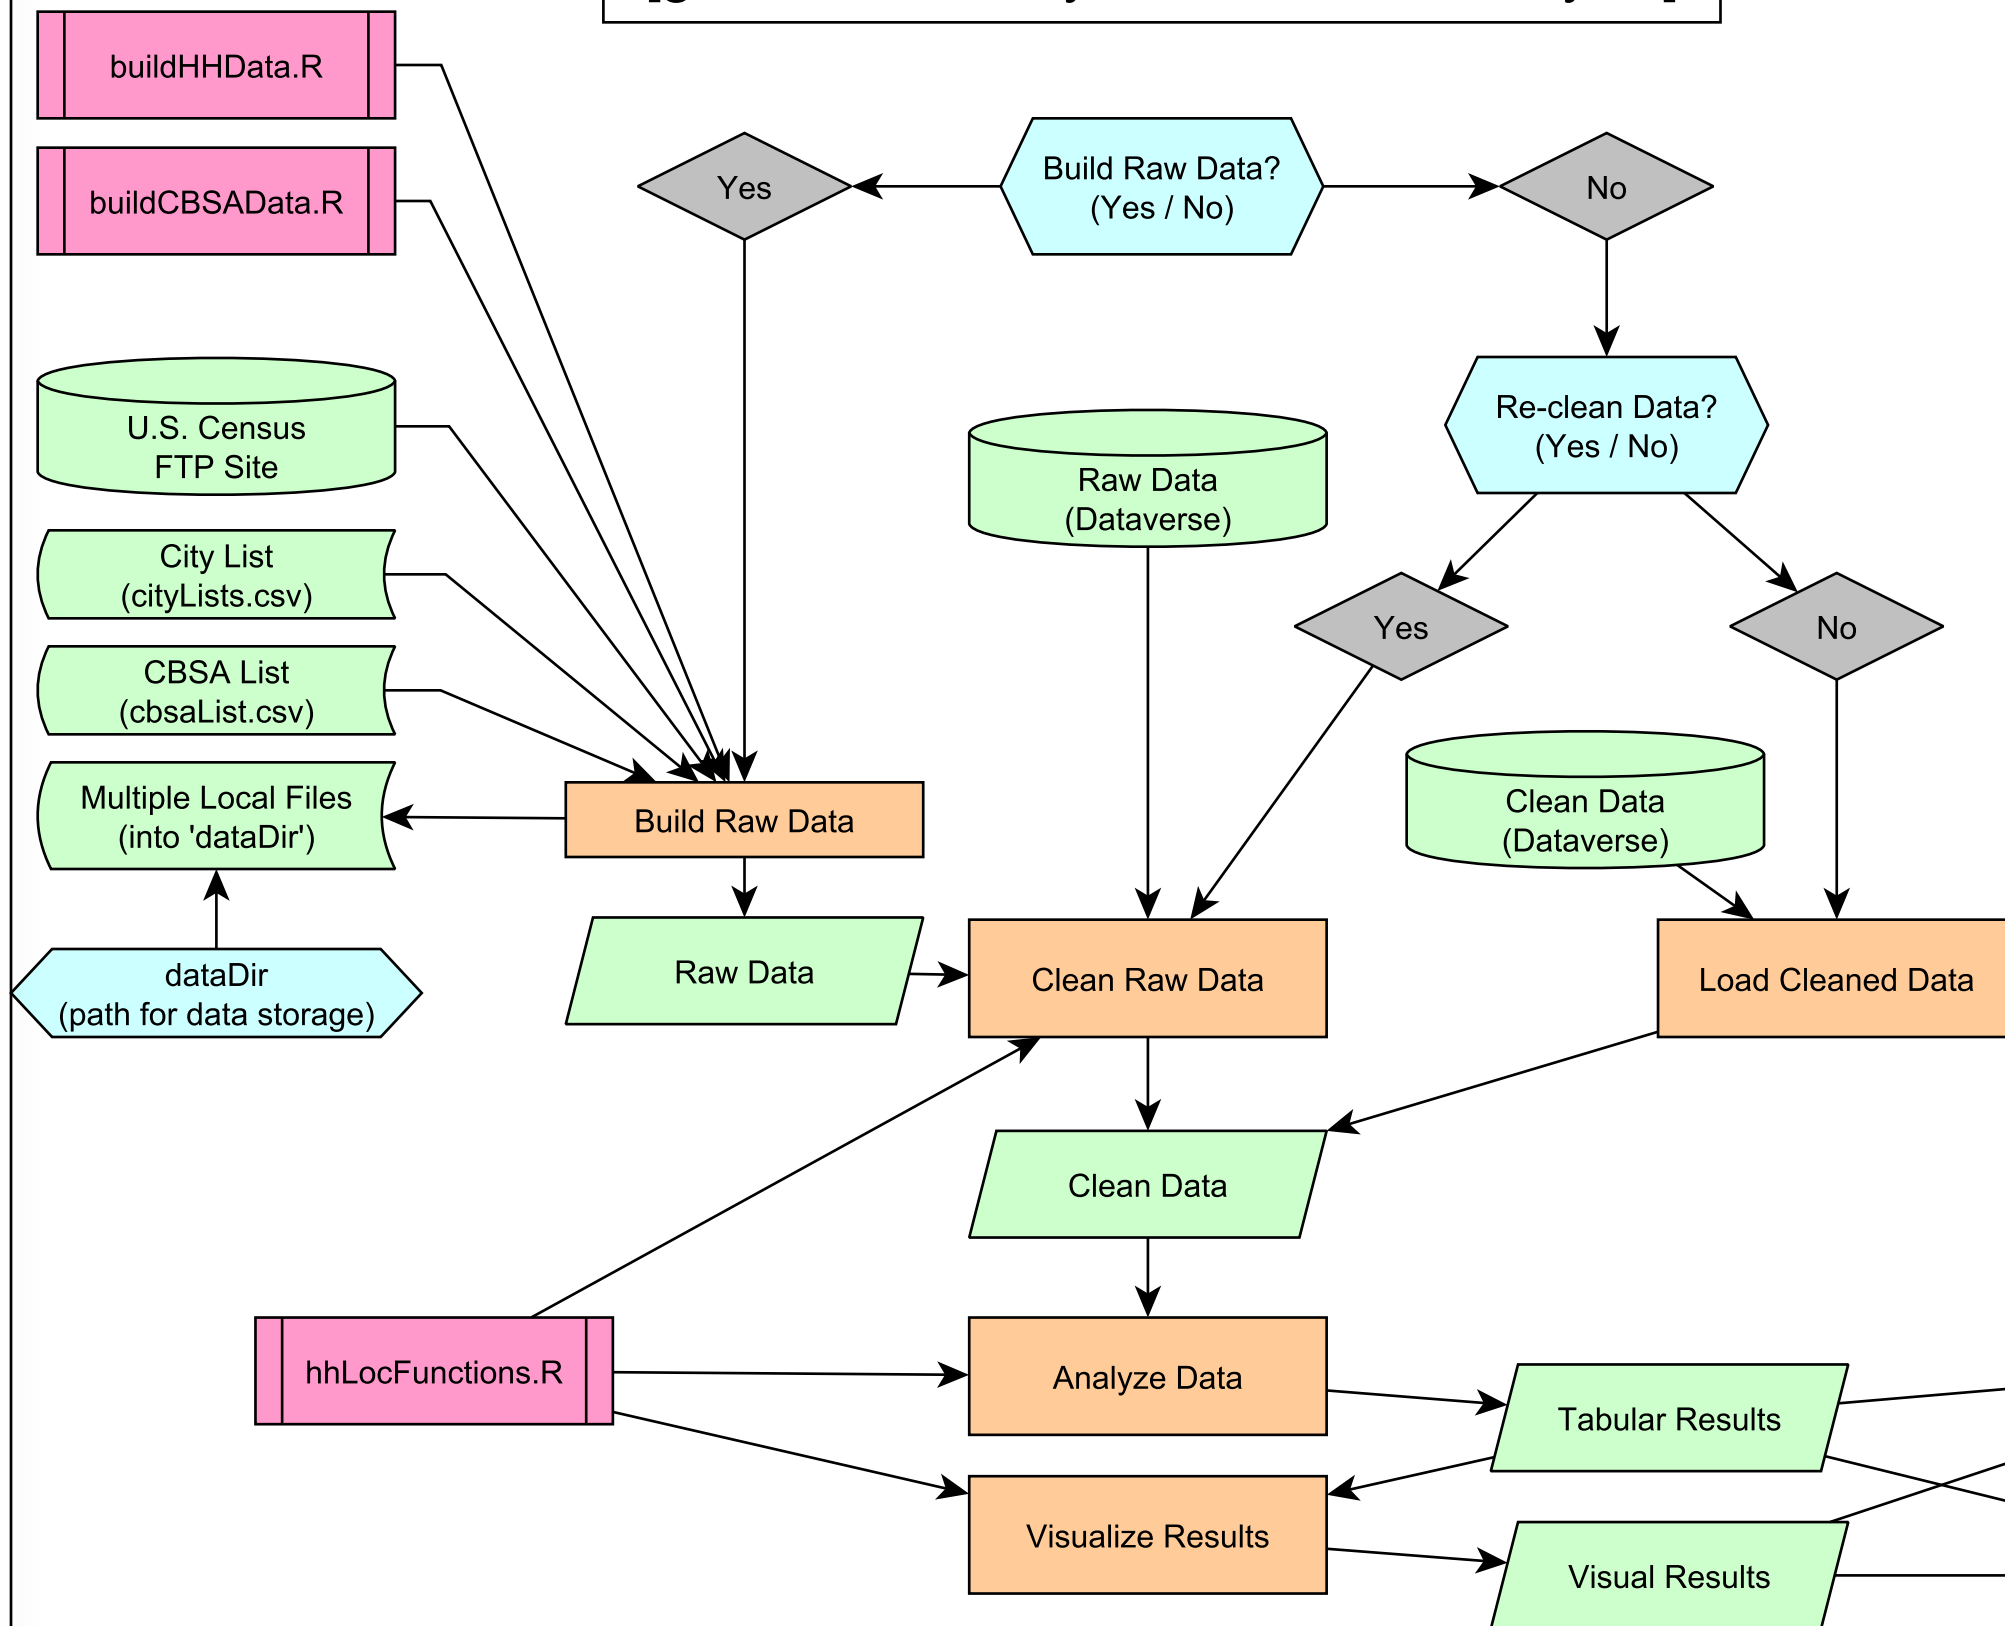 buildHHData.R
buildCBSAData.R
Yes
Build Raw Data?
(Yes / No)
No
U.S. Census
FTP Site
Raw Data
(Dataverse)
Re-clean Data?
(Yes / No)
City List
(cityLists.csv)
CBSA List
(cbsaList.csv)
Yes
No
Multiple Local Files
(into 'dataDir')
Build Raw Data
Clean Data
(Dataverse)
dataDir
(path for data storage)
Raw Data
Clean Raw Data
Load Cleaned Data
Clean Data
hhLocFunctions.R
Analyze Data
Tabular Results
Visualize Results
Visual Results